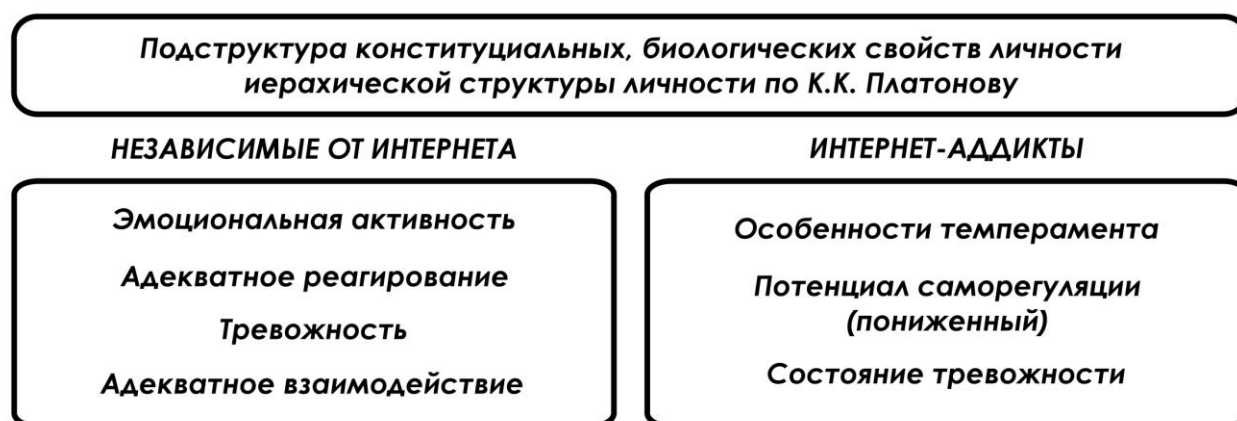 Подструктура конституциальных, биологических свойств личности
иерахической структуры личности по К.К. Платонову
НЕЗАВИСИМЫЕ ОТ ИНТЕРНЕТА
Эмоциональная активность
Адекватное реагирование
Тревожность
Адекватное взаимодействие
ИНТЕРНЕТ-АДДИКТЫ
Особенности темперамента
Потенциал саморегуляции
(пониженный)
Состояние тревожности